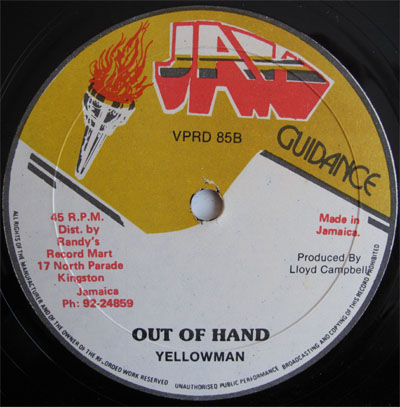 JAH
GUIDANCE
VPRD 85B
45 R.P.M.
Dist. by
Randy's
Record Mart
17 North Parade
Kingston
Jamaica
Ph: 92-24859
Made in
Jamaica.
Produced By
Lloyd Campbell
OUT OF HAND
YELLOWMAN
ALL RIGHTS OF THE MANUFACTURER AND OF THE OWNER OF THE RECORDED WORK RESERVED UNAUTHORISED PUBLIC PERFORMANCE BROADCASTING AND COPYING OF THIS RECORD PROHIBITED